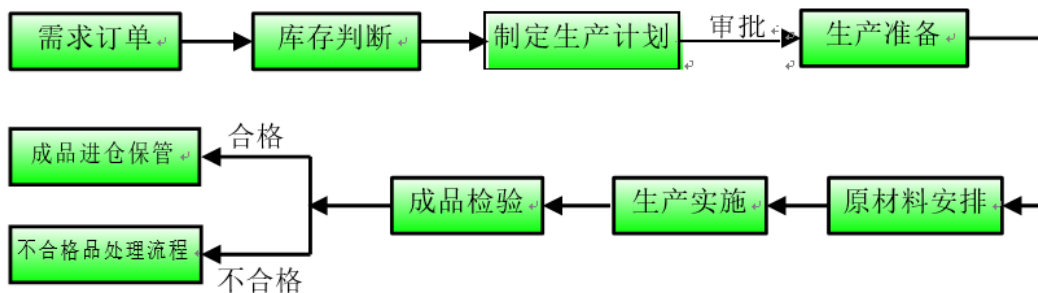 需求订单
库存判断
制定生产计划
审批
生产准备
合格
成品进仓保管
成品检验
生产实施
原材料安排
不合格品处理流程
不合格